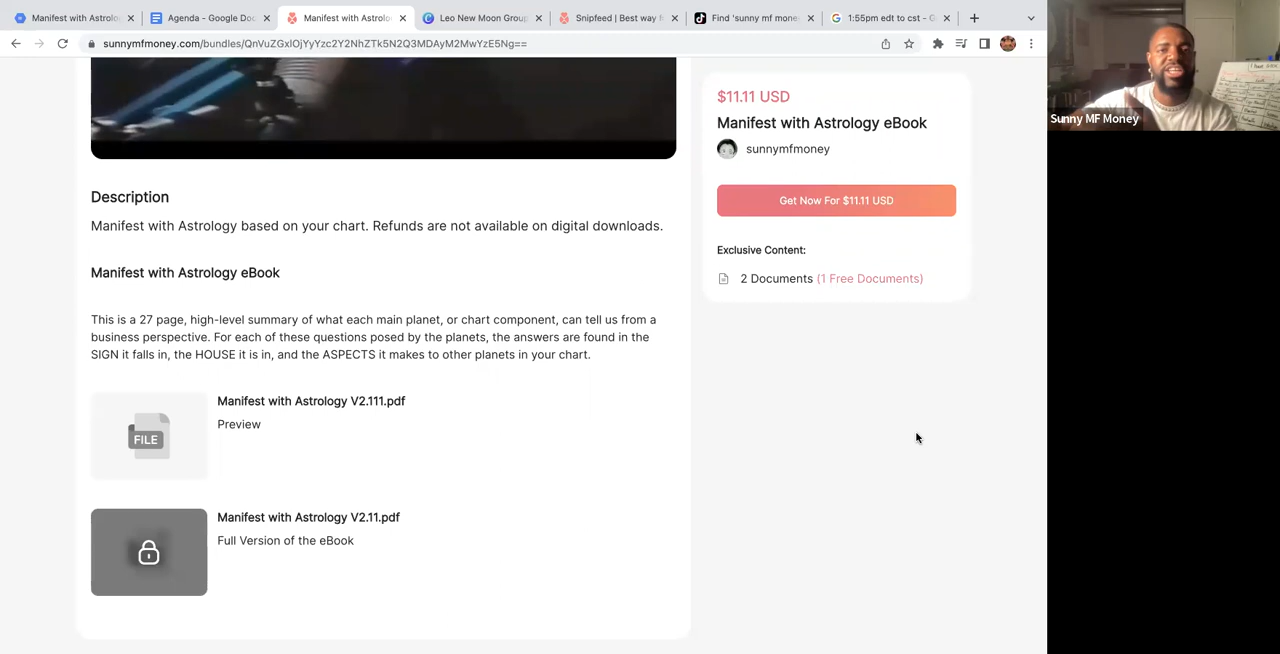 Manifest with Astrolo
Agenda - Google Doc
Manifest with Astrolo
Leo New Moon Group
Snipfeed | Best way
Find 'sunny mf mone
1:55pm edt to cst - G
sunnymfmoney.com/bundles/QnVuZGxlOjYyYzc2Y2NhZTk5N2Q3MDAyM2MwYzE5Ng==
Sunny MF Money
$11.11 USD
Manifest with Astrology eBook
sunnymfmoney
Get Now For $11.11 USD
Exclusive Content:
2 Documents (1 Free Documents)
Description
Manifest with Astrology based on your chart. Refunds are not available on digital downloads.
Manifest with Astrology eBook
This is a 27 page, high-level summary of what each main planet, or chart component, can tell us from a
business perspective. For each of these questions posed by the planets, the answers are found in the
SIGN it falls in, the HOUSE it is in, and the ASPECTS it makes to other planets in your chart.
FILE
Manifest with Astrology V2.111.pdf
Preview
Manifest with Astrology V2.11.pdf
Full Version of the eBook